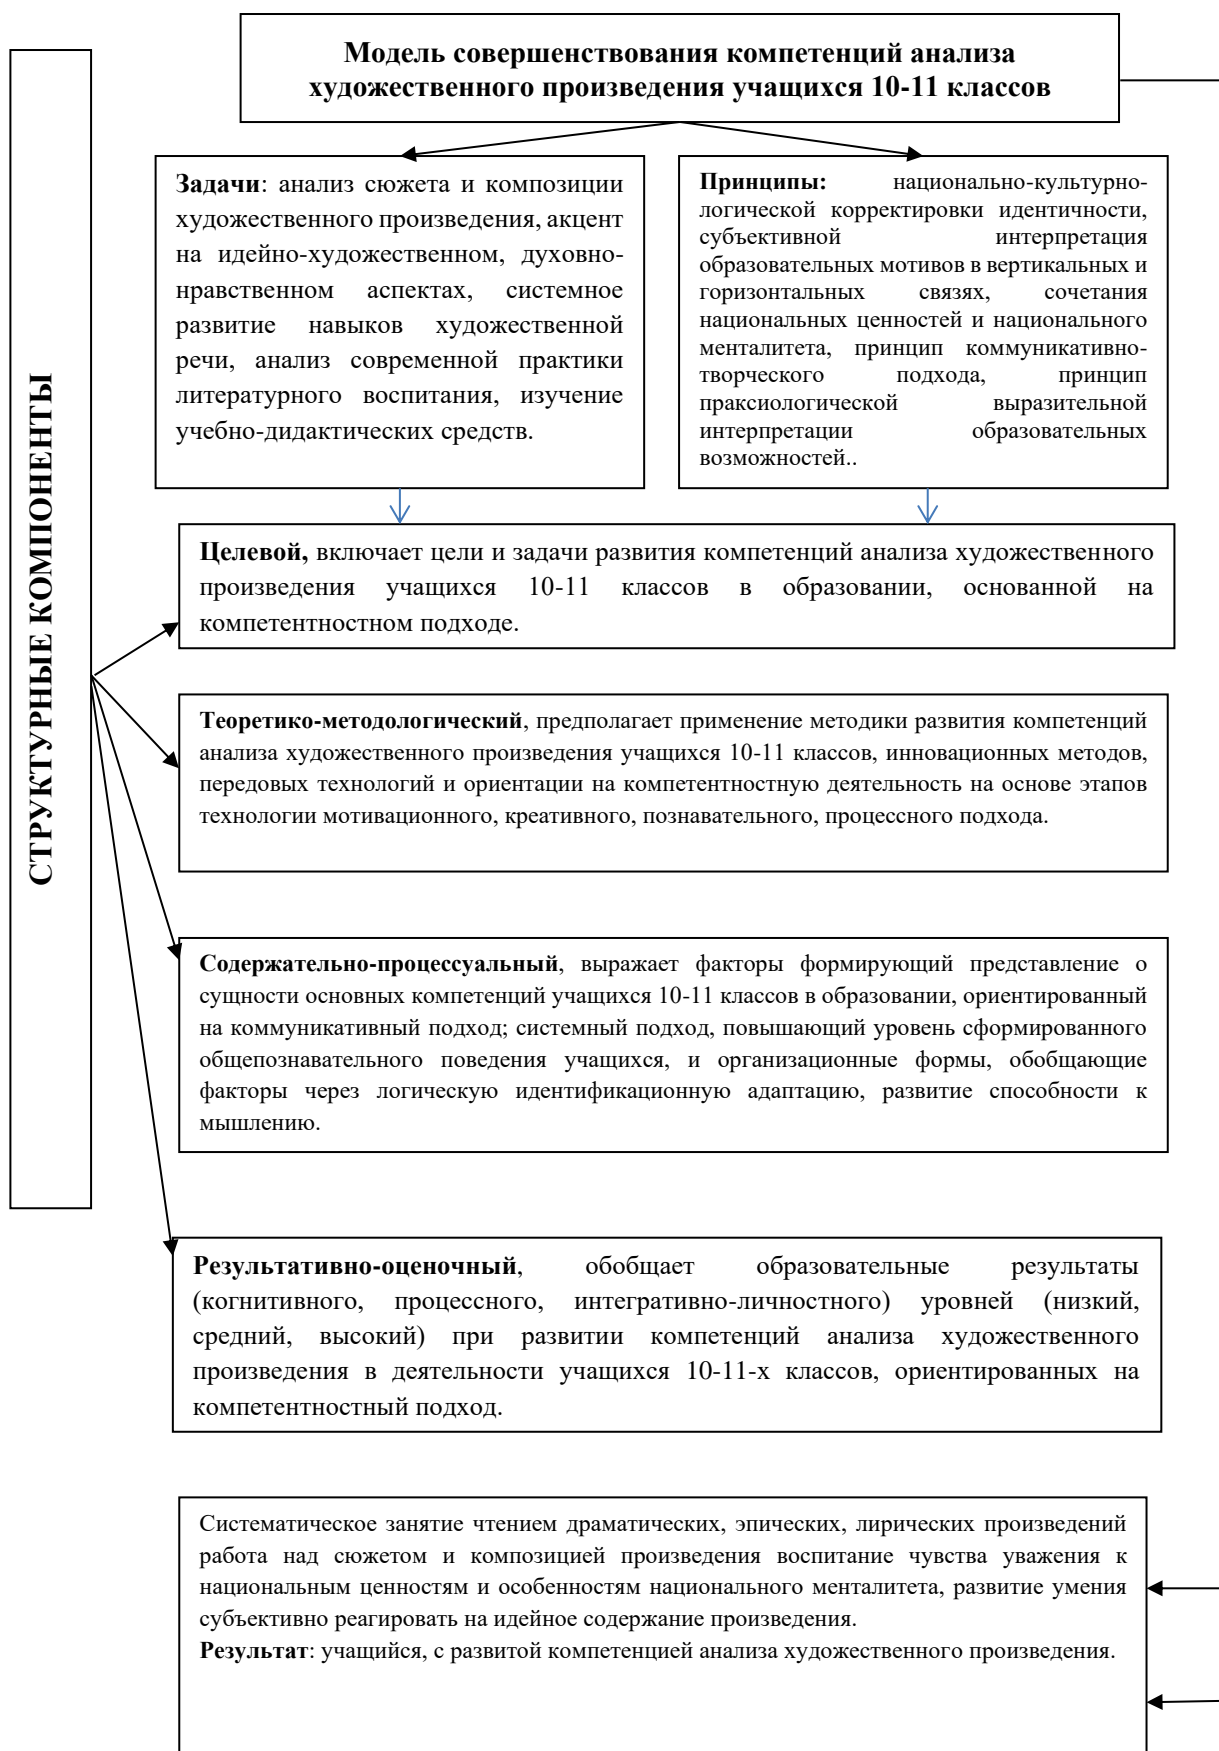 Модель совершенствования компетенций анализа
художественного произведения учащихся 10-11 классов
СТРУКТУРНЫЕ КОМПОНЕНТЫ
Задачи: анализ сюжета и композиции
художественного произведения, акцент
на идейно-художественном, духовно-
нравственном аспектах, системное
развитие навыков художественной
речи, анализ современной практики
литературного воспитания, изучение
учебно-дидактических средств.
Принципы: национально-культурно-
логической корректировки идентичности,
субъективной интерпретация
образовательных мотивов в вертикальных и
горизонтальных связях, сочетания
национальных ценностей и национального
менталитета, принцип коммуникативно-
творческого подхода, принцип
праксиологической выразительной
интерпретации образовательных
возможностей..
Целевой, включает цели и задачи развития компетенций анализа художественного
произведения учащихся 10-11 классов в образовании, основанной на
компетентностном подходе.
Теоретико-методологический, предполагает применение методики развития компетенций
анализа художественного произведения учащихся 10-11 классов, инновационных методов,
передовых технологий и ориентации на компетентностную деятельность на основе этапов
технологии мотивационного, креативного, познавательного, процессного подхода.
Содержательно-процессуальный, выражает факторы формирующий представление о
сущности основных компетенций учащихся 10-11 классов в образовании, ориентированный
на коммуникативный подход; системный подход, повышающий уровень сформированного
общепознавательного поведения учащихся, и организационные формы, обобщающие
факторы через логическую идентификационную адаптацию, развитие способности к
мышлению.
Результативно-оценочный, обобщает образовательные результаты
(когнитивного, процессного, интегративно-личностного) уровней (низкий,
средний, высокий) при развитии компетенций анализа художественного
произведения в деятельности учащихся 10-11-х классов, ориентированных на
компетентностный подход.
Систематическое занятие чтением драматических, эпических, лирических произведений
работа над сюжетом и композицией произведения воспитание чувства уважения к
национальным ценностям и особенностям национального менталитета, развитие умения
субъективно реагировать на идейное содержание произведения.
Результат: учащийся, с развитой компетенцией анализа художественного произведения.